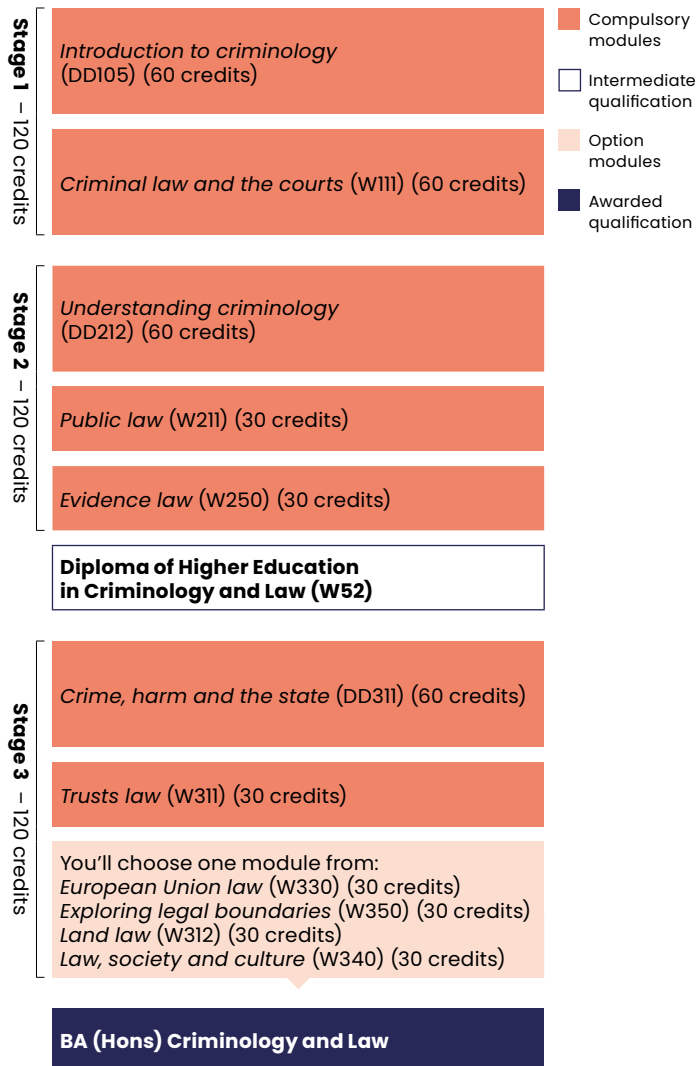 Stage 1 – 120 credits
Introduction to criminology
(DD105) (60 credits)
Criminal law and the courts (W111) (60 credits)
Compulsory
modules
Intermediate
qualification
Option
modules
Awarded
qualification
Stage 2 – 120 credits
Understanding criminology
(DD212) (60 credits)
Public law (W211) (30 credits)
Evidence law (W250) (30 credits)
Diploma of Higher Education
in Criminology and Law (W52)
Stage 3 – 120 credits
Crime, harm and the state (DD311) (60 credits)
Trusts law (W311) (30 credits)
You’ll choose one module from:
European Union law (W330) (30 credits)
Exploring legal boundaries (W350) (30 credits)
Land law (W312) (30 credits)
Law, society and culture (W340) (30 credits)
BA (Hons) Criminology and Law